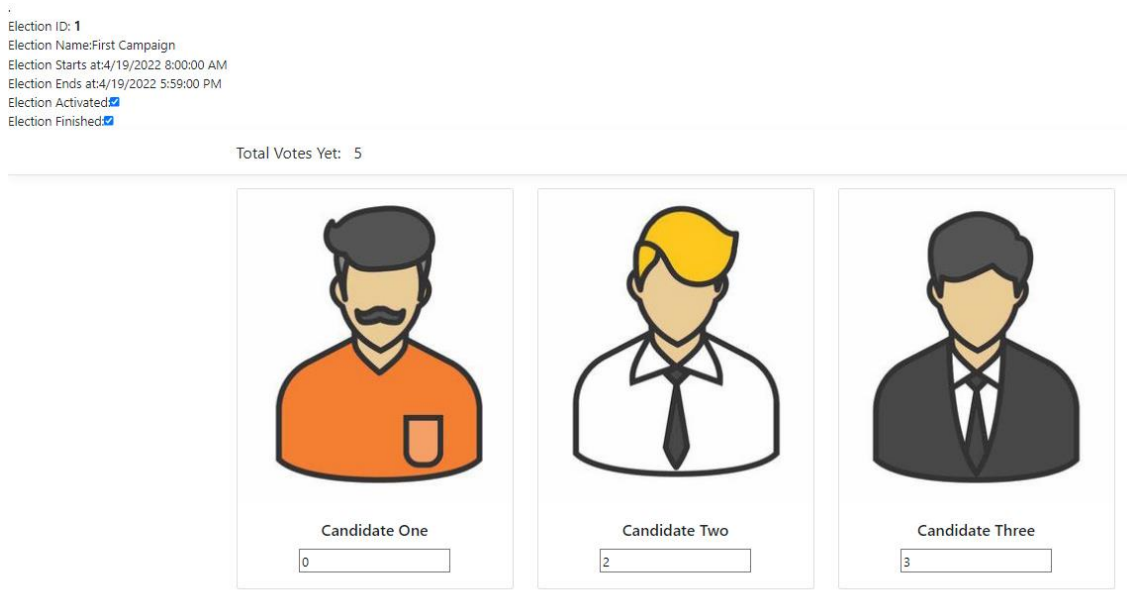 .
Election ID: 1
Election Name:First Campaign
Election Starts at:4/19/2022 8:00:00 AM
Election Ends at:4/19/2022 5:59:00 PM
Election Activated:
Election Finished:
Total Votes Yet: 5
Candidate One Candidate Two Candidate Three
0 2 3